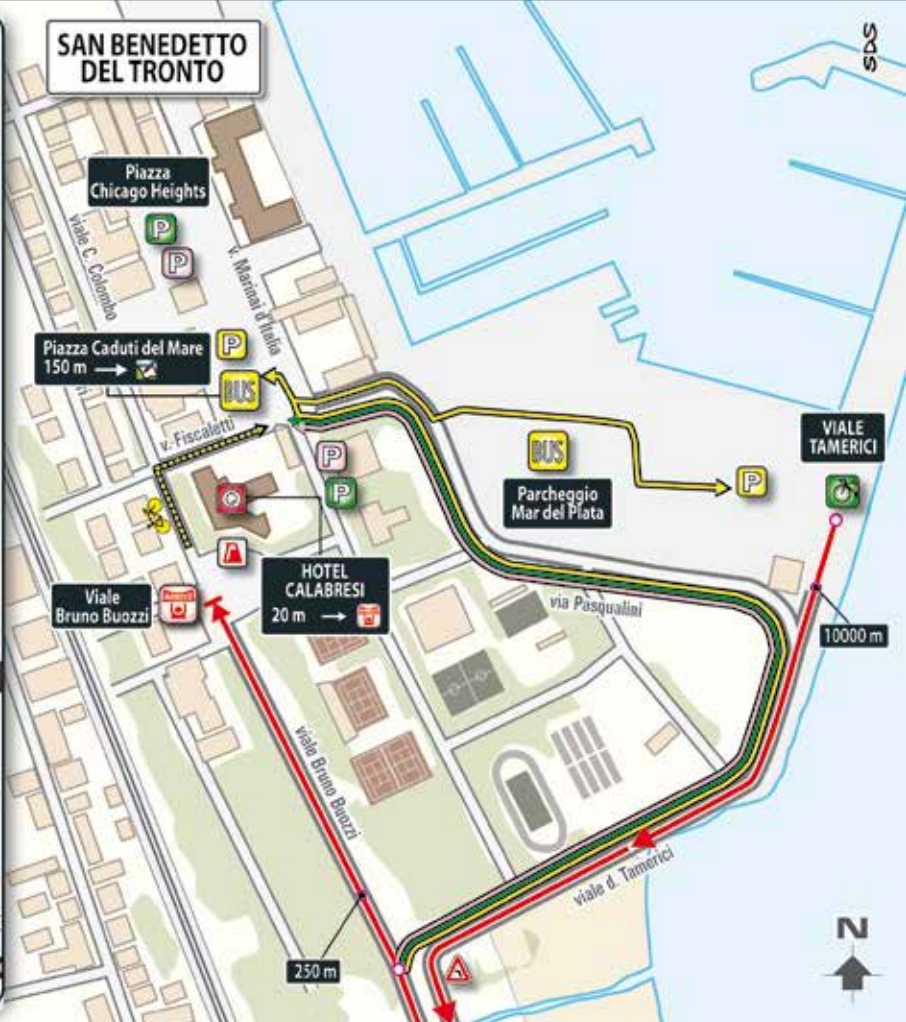 SAN BENEDETTO
DEL TRONTO
SDS
Piazza
Chicago Heights
P
P
viale C. Colombo
v. Marinai d'Italia
Piazza Caduti del Mare
150 m
P
BUS
v. Fiscaletti
P
P
BUS
Parcheggio
Mar del Plata
P
VIALE
TAMERICI
C
HOTEL
CALABRESI
20 m
Viale
Bruno Buozzi
ARRIVO
via Pasqualini
10000 m
viale Bruno Buozzi
viale d. Tamerici
250 m
N